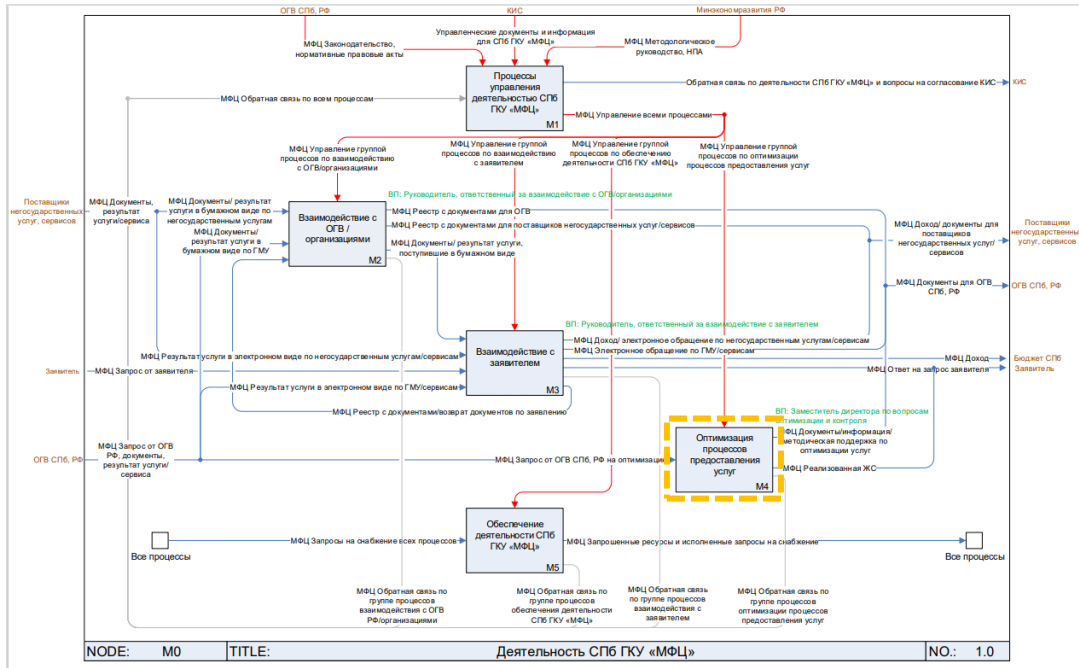 ОГВ СПб, РФ
КИС
Минэкономразвития РФ
МФЦ Законодательство,
нормативные правовые акты
Управленческие документы и информация
для СПб ГКУ «МФЦ»
МФЦ Методологическое
руководство, НПА
Процессы
управления
деятельностью СПб
ГКУ «МФЦ»
M1
Обратная связь по деятельности СПб ГКУ «МФЦ» и вопросы на согласование КИС
КИС
МФЦ Обратная связь по всем процессам
МФЦ Управление всеми процессами
МФЦ Управление группой
процессов по взаимодействию
с ОГВ/организациями
МФЦ Управление группой
процессов по взаимодействию
с заявителем
МФЦ Управление группой
процессов по обеспечению
деятельности СПб ГКУ «МФЦ»
МФЦ Управление группой
процессов по оптимизации
процессов предоставления услуг
ВП: Руководитель, ответственный за взаимодействие с ОГВ/организациями
Поставщики
негосударственных
услуг, сервисов
МФЦ Документы,
результат
услуги/сервиса
МФЦ Документы/ результат
услуги в бумажном виде по
негосударственным услугам
МФЦ Документы/
результат услуги в
бумажном виде по ГМУ
Взаимодействие с
ОГВ /
организациями
M2
МФЦ Реестр с документами для ОГВ
МФЦ Реестр с документами для поставщиков негосударственных услуг/сервисов
МФЦ Документы/ результат услуги,
поступившие в бумажном виде
МФЦ Доход/ документы для
поставщиков
негосударственных услуг/
сервисов
Поставщики
негосударственных
услуг, сервисов
МФЦ Документы для ОГВ
СПб, РФ
ОГВ СПб, РФ
ВП: Руководитель, ответственный за взаимодействие с заявителем
МФЦ Доход/ электронное обращение по негосударственным услугам/сервисам
МФЦ Электронное обращение по ГМУ/сервисам
МФЦ Результат услуги в электронном виде по негосударственным услугам/сервисам
Взаимодействие с
заявителем
M3
МФЦ Доход
Бюджет СПб
Заявитель
МФЦ Запрос от заявителя
МФЦ Ответ на запрос заявителя
Заявитель
МФЦ Результат услуги в электронном виде по ГМУ/сервисам
МФЦ Реестр с документами/возврат документов по заявлению
ВП: Заместитель директора по вопросам
оптимизации и контроля
МФЦ Документы/информация/
методическая поддержка по
оптимизации услуг
МФЦ Реализованная ЖС
Оптимизация
процессов
предоставления
услуг
M4
ОГВ СПб, РФ
МФЦ Запрос от ОГВ
РФ, документы,
результат услуги/
сервиса
МФЦ Запрос от ОГВ СПб, РФ на оптимизацию
Все процессы
МФЦ Запросы на снабжение всех процессов
Обеспечение
деятельности СПб
ГКУ «МФЦ»
M5
МФЦ Запрошенные ресурсы и исполненные запросы на снабжение
Все процессы
МФЦ Обратная связь по
группе процессов
взаимодействия с ОГВ
РФ/организациями
МФЦ Обратная связь по
группе процессов
обеспечения деятельности
СПб ГКУ «МФЦ»
МФЦ Обратная связь
по группе процессов
взаимодействия с
заявителем
МФЦ Обратная связь по
группе процессов
оптимизации процессов
предоставления услуг
NODE: M0
TITLE: Деятельность СПб ГКУ «МФЦ»
NO.: 1.0